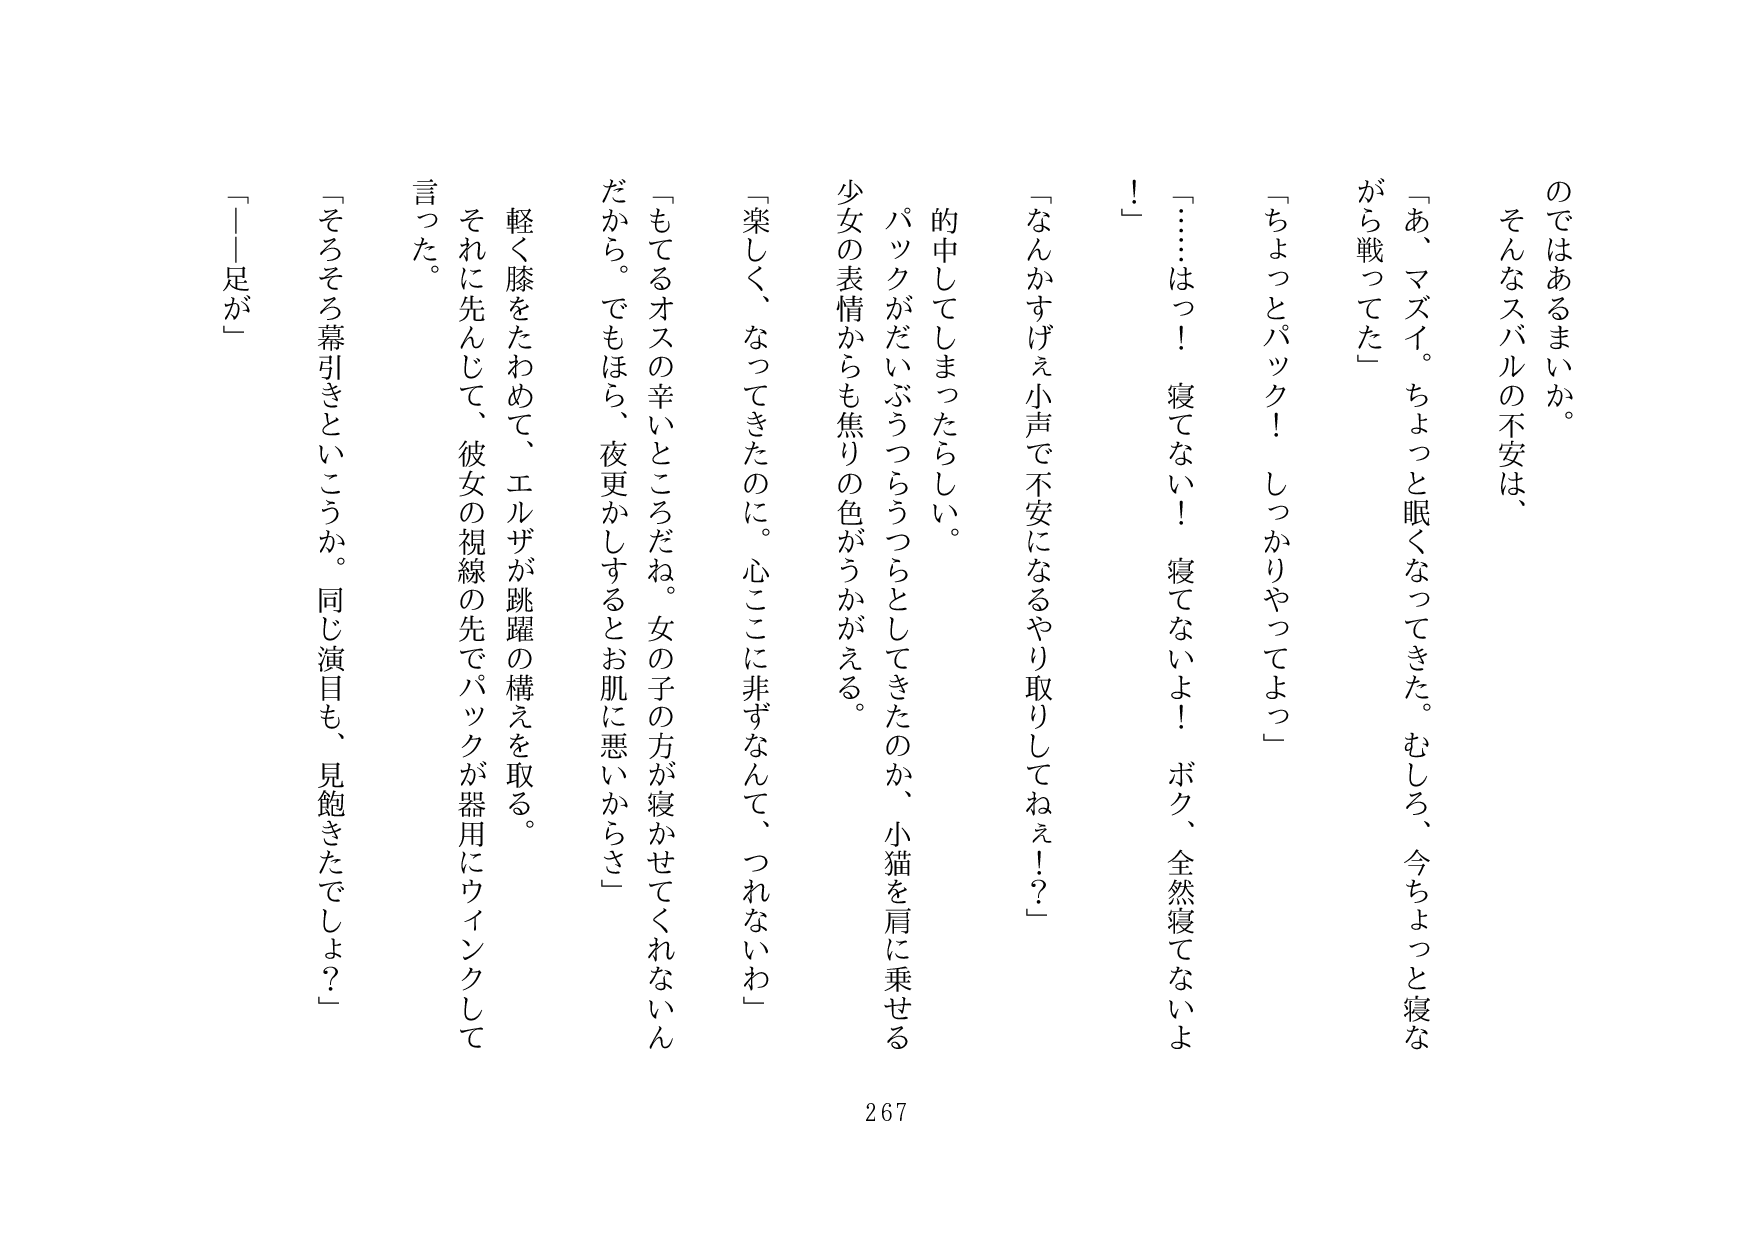 のではあるまいか。
そんなスバルの不安は、
「あ、マズイ。ちょっと眠くなってきた。むしろ、今ちょっと寝な
がら戦ってた」
「ちょっとパック！　しっかりやってよっ」
「……はっ！　寝てない！　寝てないよ！　ボク、全然寝てないよ
！」
「なんかすげぇ小声で不安になるやり取りしてねぇ！？」
的中してしまったらしい。
パックがだいぶうつらうつらとしてきたのか、小猫を肩に乗せる
少女の表情からも焦りの色がうかがえる。
「楽しく、なってきたのに。心ここに非ずなんて、つれないわ」
「もてるオスの辛いところだね。女の子の方が寝かせてくれないん
だから。でもほら、夜更かしするとお肌に悪いからさ」
軽く膝をたわめて、エルザが跳躍の構えを取る。
それに先んじて、彼女の視線の先でパックが器用にウィンクして
言った。
「そろそろ幕引きといこうか。同じ演目も、見飽きたでしょ？」
「――足が」
267